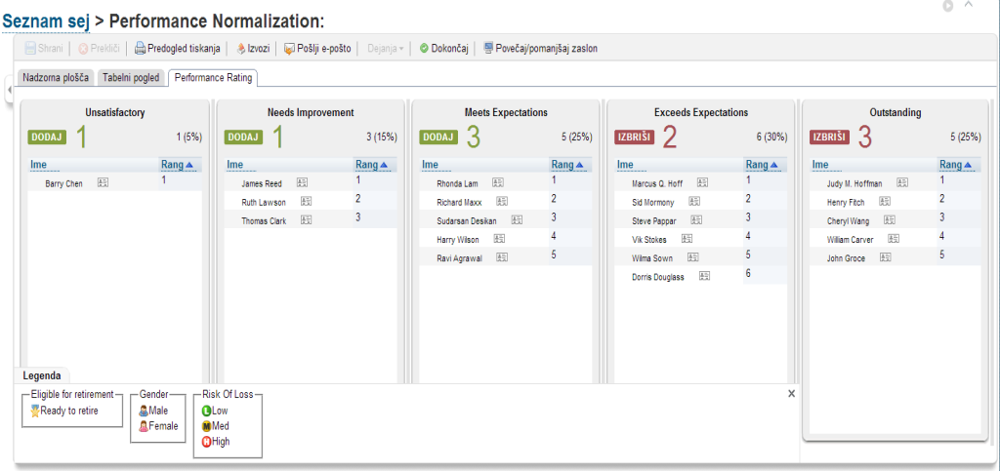 Seznam sej > Performance Normalization:
Shrani Prekliči Predogled tiskanja Izvozi Pošlji e-pošto Dejanja Dokončaj Povečaj/pomanjšaj zaslon
Nadzorna plošča Tabelni pogled Performance Rating
Unsatisfactory
DODAJ 1 1 (5%)
Ime Rang
Barry Chen 1
Needs Improvement
DODAJ 1 3 (15%)
Ime Rang
James Reed 1
Ruth Lawson 2
Thomas Clark 3
Meets Expectations
DODAJ 3 5 (25%)
Ime Rang
Rhonda Lam 1
Richard Maxx 2
Sudarsan Desikan 3
Harry Wilson 4
Ravi Agrawal 5
Exceeds Expectations
IZBRIŠI 2 6 (30%)
Ime Rang
Marcus Q. Hoff 1
Sid Mormony 2
Steve Pappar 3
Vik Stokes 4
Wilma Sown 5
Dorris Douglass 6
Outstanding
IZBRIŠI 3 5 (25%)
Ime Rang
Judy M. Hoffman 1
Henry Fitch 2
Cheryl Wang 3
William Carver 4
John Groce 5
Legenda
Eligible for retirement
Ready to retire
Gender
Male
Female
Risk Of Loss
L Low
M Med
H High